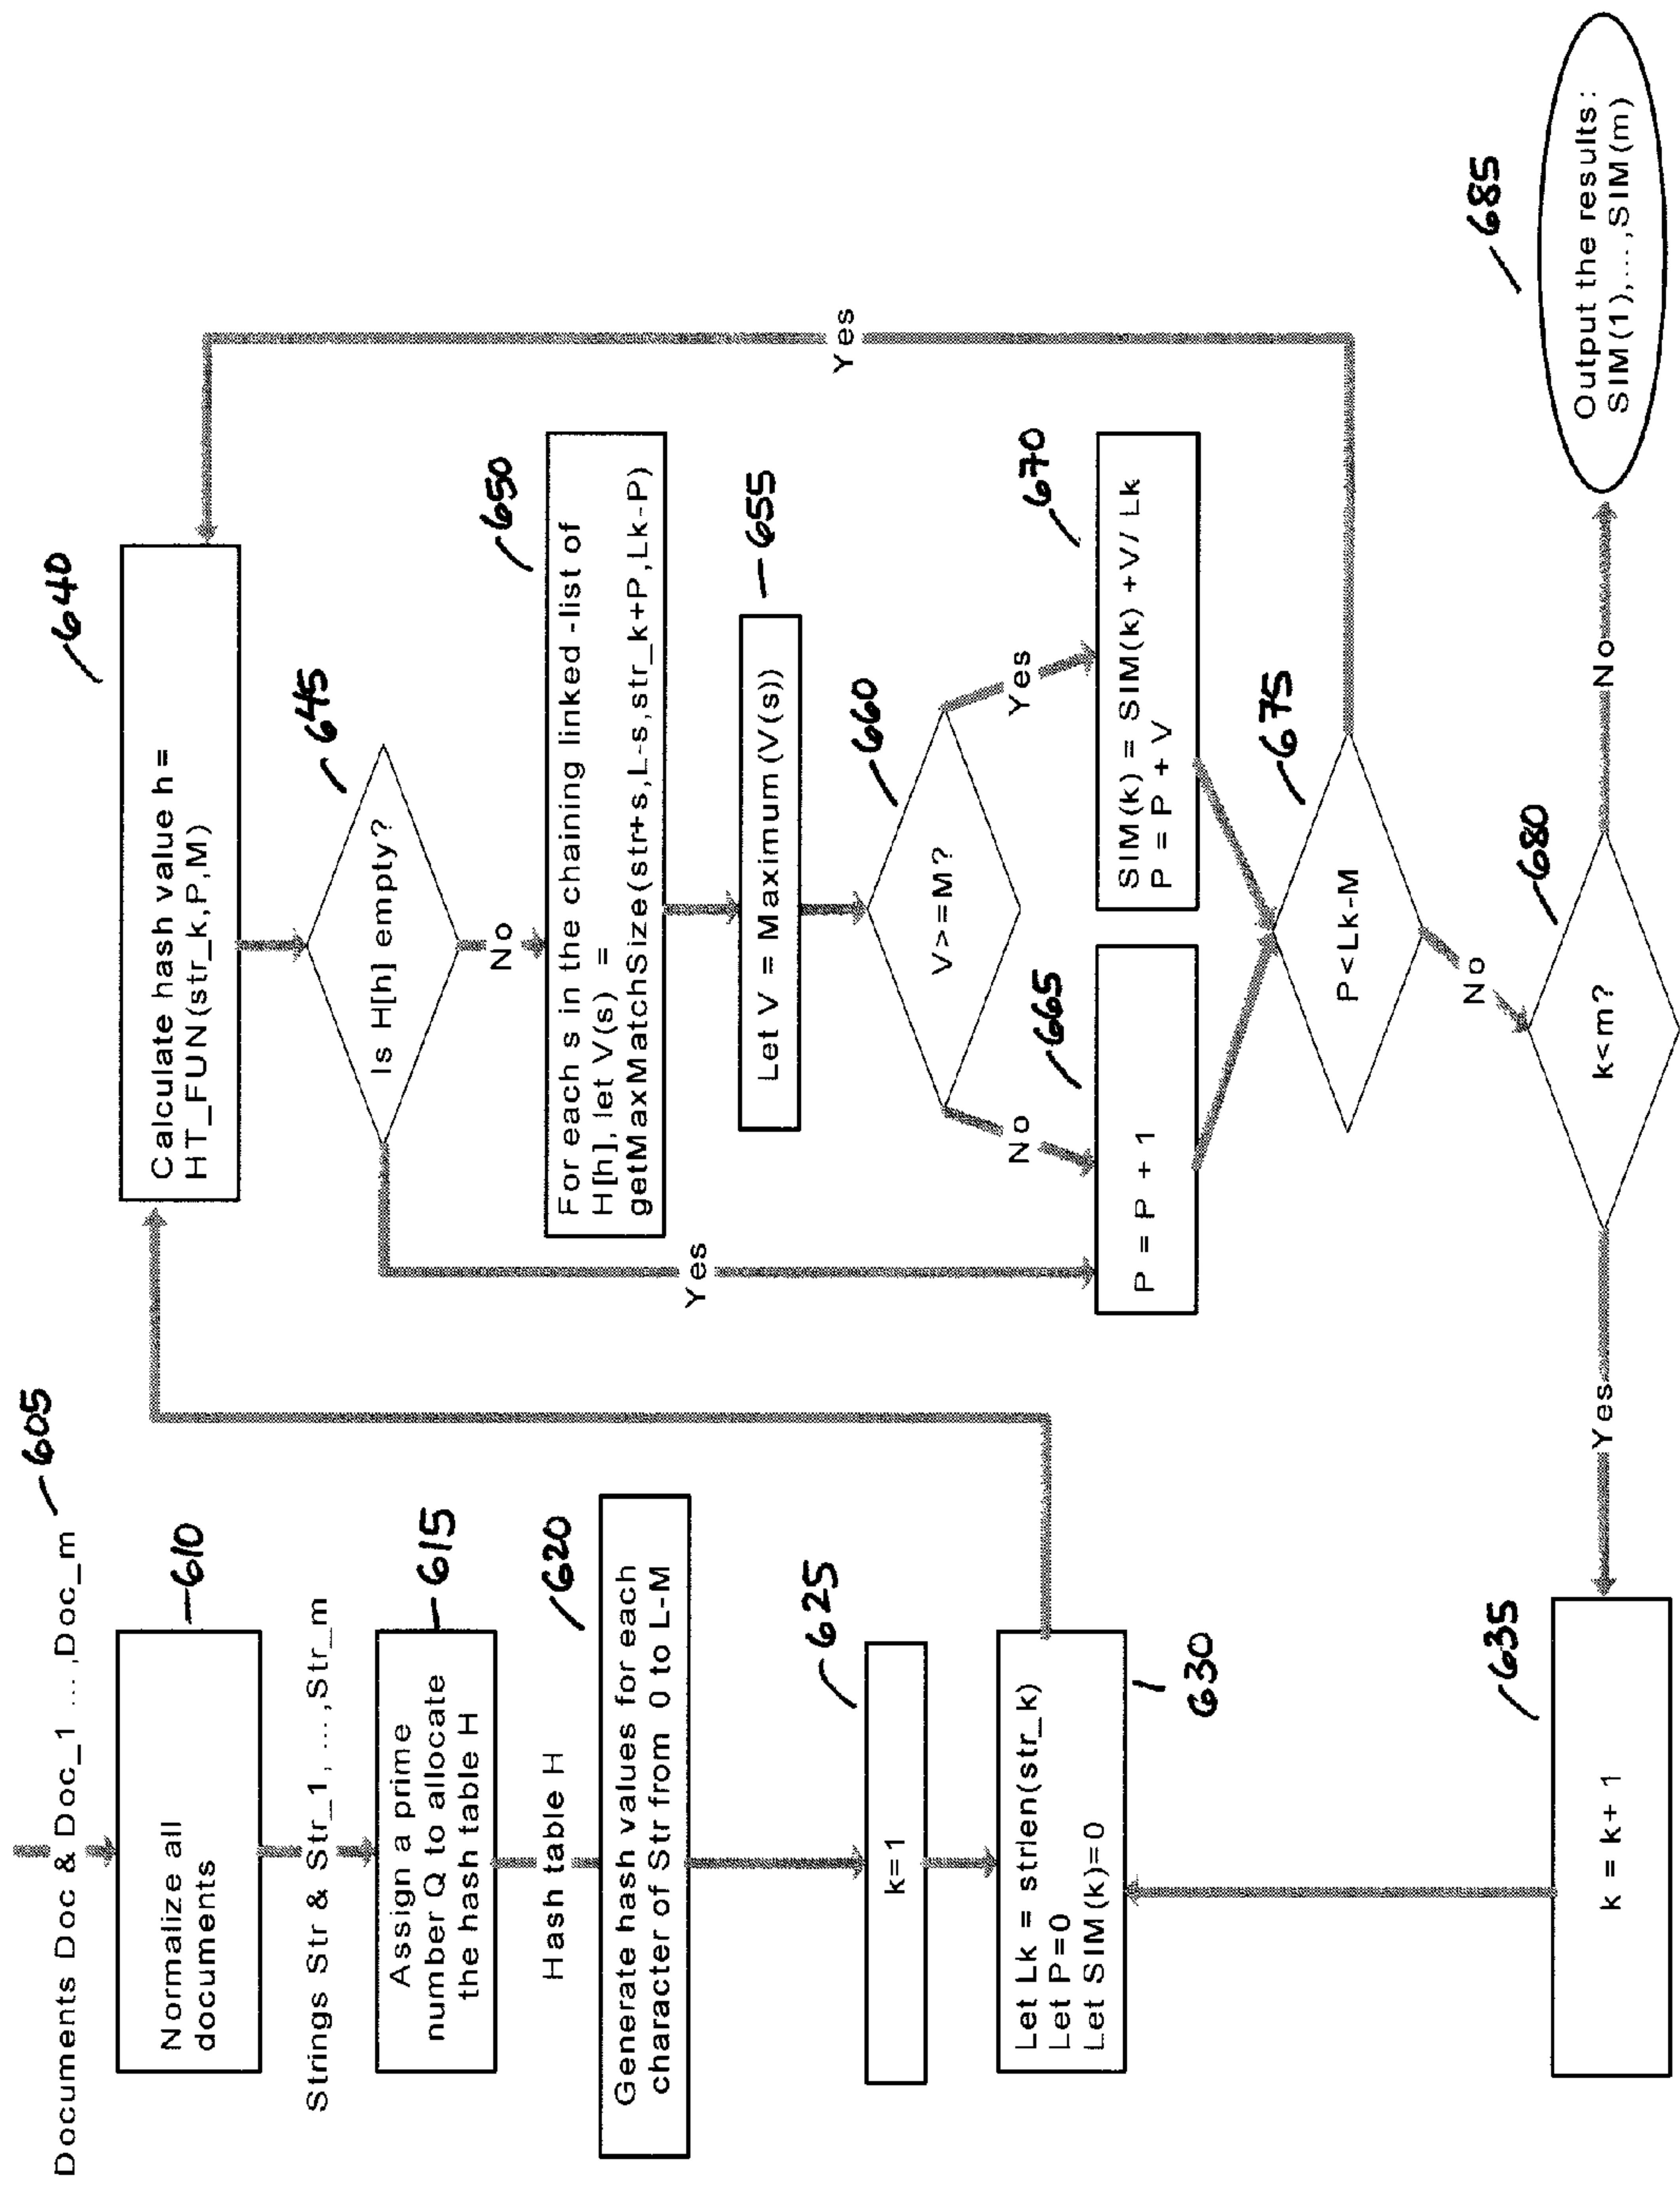 Documents Doc & Doc_1 ...,Doc_m
605
Normalize all
documents
610
Strings Str & Str_1, ...,Str_m
Assign a prime
number Q to allocate
the hash table H
615
Hash table H
620
Generate hash values for each
character of Str from 0 to L-M
625
k=1
Let Lk = strlen(str_k)
Let P=0
Let SIM(k)=0
630
635
k = k+ 1
640
Calculate hash value h =
HT_FUN(str_k,P,M)
645
Is H[h] empty?
No
Yes
650
For each s in the chaining linked -list of
H[h], let V(s) =
getMaxMatchSize(str+s,L-s,str_k+P,Lk-P)
655
Let V = Maximum(V(s))
660
V>=M?
No
Yes
665
P = P + 1
670
SIM(k) = SIM(k) +V/ Lk
P = P + V
675
P<Lk-M
Yes
No
680
k<m?
Yes
No
685
Output the results:
SIM(1),...,SIM(m)